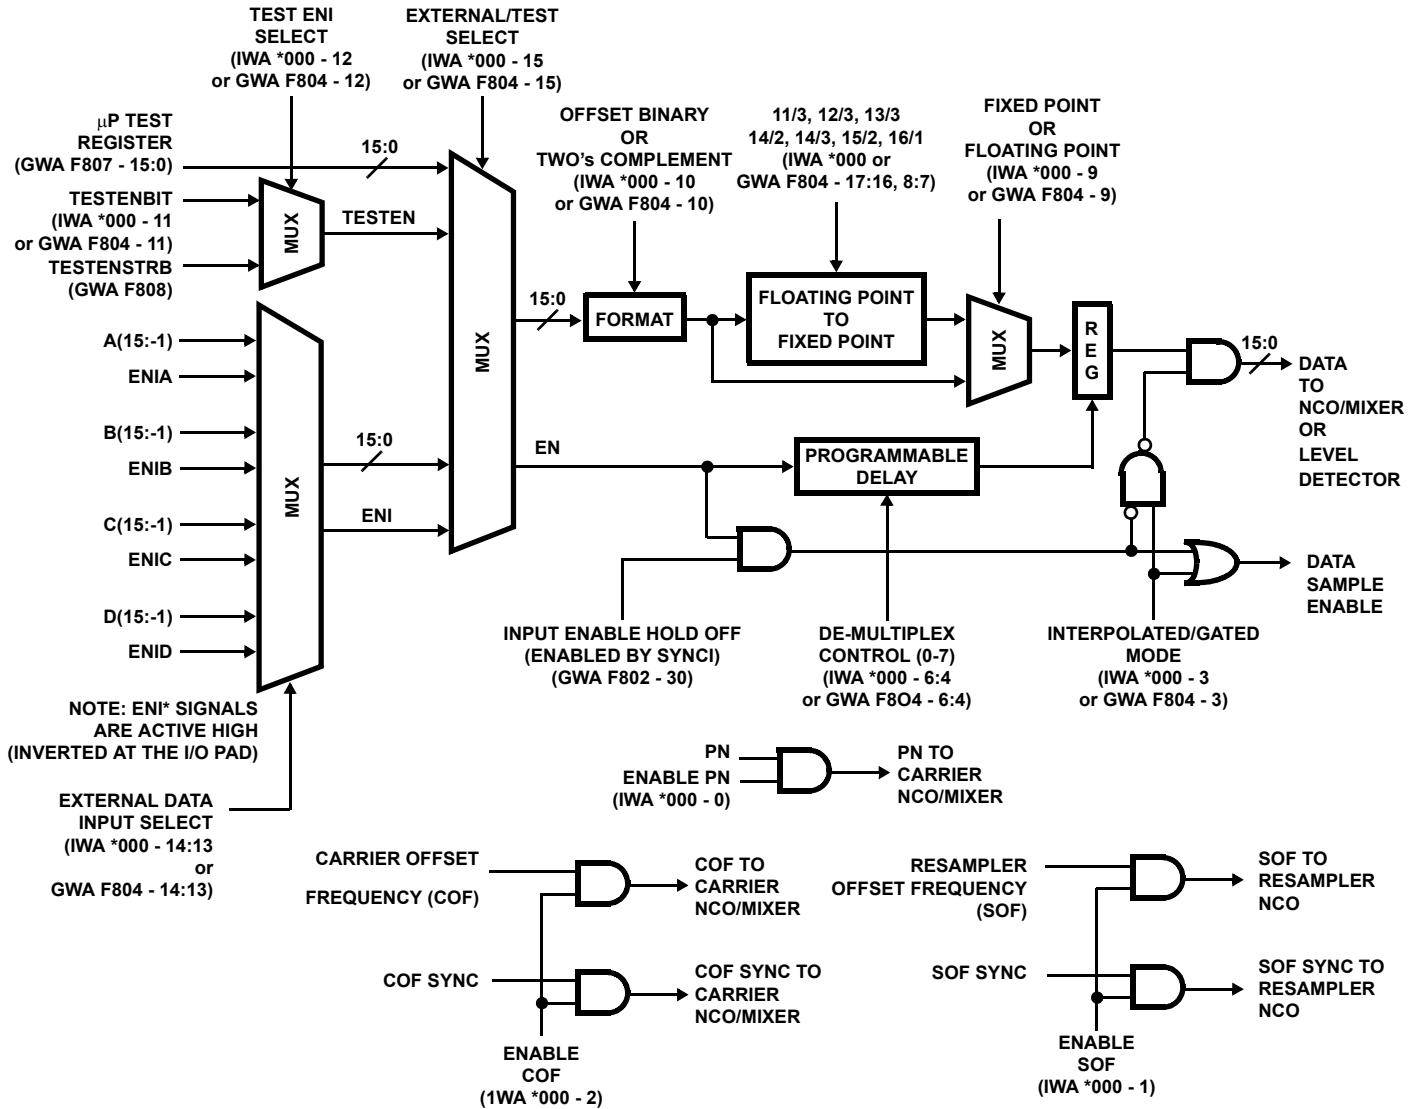 TEST ENI
SELECT
(IWA *000 - 12
or GWA F804 - 12)
EXTERNAL/TEST
SELECT
(IWA *000 - 15
or GWA F804 - 15)
μP TEST
REGISTER
(GWA F807 - 15:0)
15:0
TESTENBIT
(IWA *000 - 11
or GWA F804 - 11)
TESTENSTRB
(GWA F808)
MUX
TESTEN
OFFSET BINARY
OR
TWO's COMPLEMENT
(IWA *000 - 10
or GWA F804 - 10)
11/3, 12/3, 13/3
14/2, 14/3, 15/2, 16/1
(IWA *000 or
GWA F804 - 17:16, 8:7)
FIXED POINT
OR
FLOATING POINT
(IWA *000 - 9
or GWA F804 - 9)
A(15:-1)
ENIA
B(15:-1)
ENIB
C(15:-1)
ENIC
D(15:-1)
ENID
MUX
15:0
ENI
MUX
15:0
FORMAT
FLOATING POINT
TO
FIXED POINT
MUX
R
E
G
15:0
DATA
TO
NCO/MIXER
OR
LEVEL
DETECTOR
EN
PROGRAMMABLE
DELAY
DATA
SAMPLE
ENABLE
INPUT ENABLE HOLD OFF
(ENABLED BY SYNCI)
(GWA F802 - 30)
DE-MULTIPLEX
CONTROL (0-7)
(IWA *000 - 6:4
or GWA F8O4 - 6:4)
INTERPOLATED/GATED
MODE
(IWA *000 - 3
or GWA F804 - 3)
NOTE: ENI* SIGNALS
ARE ACTIVE HIGH
(INVERTED AT THE I/O PAD)
EXTERNAL DATA
INPUT SELECT
(IWA *000 - 14:13
or
GWA F804 - 14:13)
PN
ENABLE PN
(IWA *000 - 0)
PN TO
CARRIER
NCO/MIXER
CARRIER OFFSET
FREQUENCY (COF)
COF TO
CARRIER
NCO/MIXER
COF SYNC
COF SYNC TO
CARRIER
NCO/MIXER
ENABLE
COF
(1WA *000 - 2)
RESAMPLER
OFFSET FREQUENCY
(SOF)
SOF TO
RESAMPLER
NCO
SOF SYNC
SOF SYNC TO
RESAMPLER
NCO
ENABLE
SOF
(IWA *000 - 1)